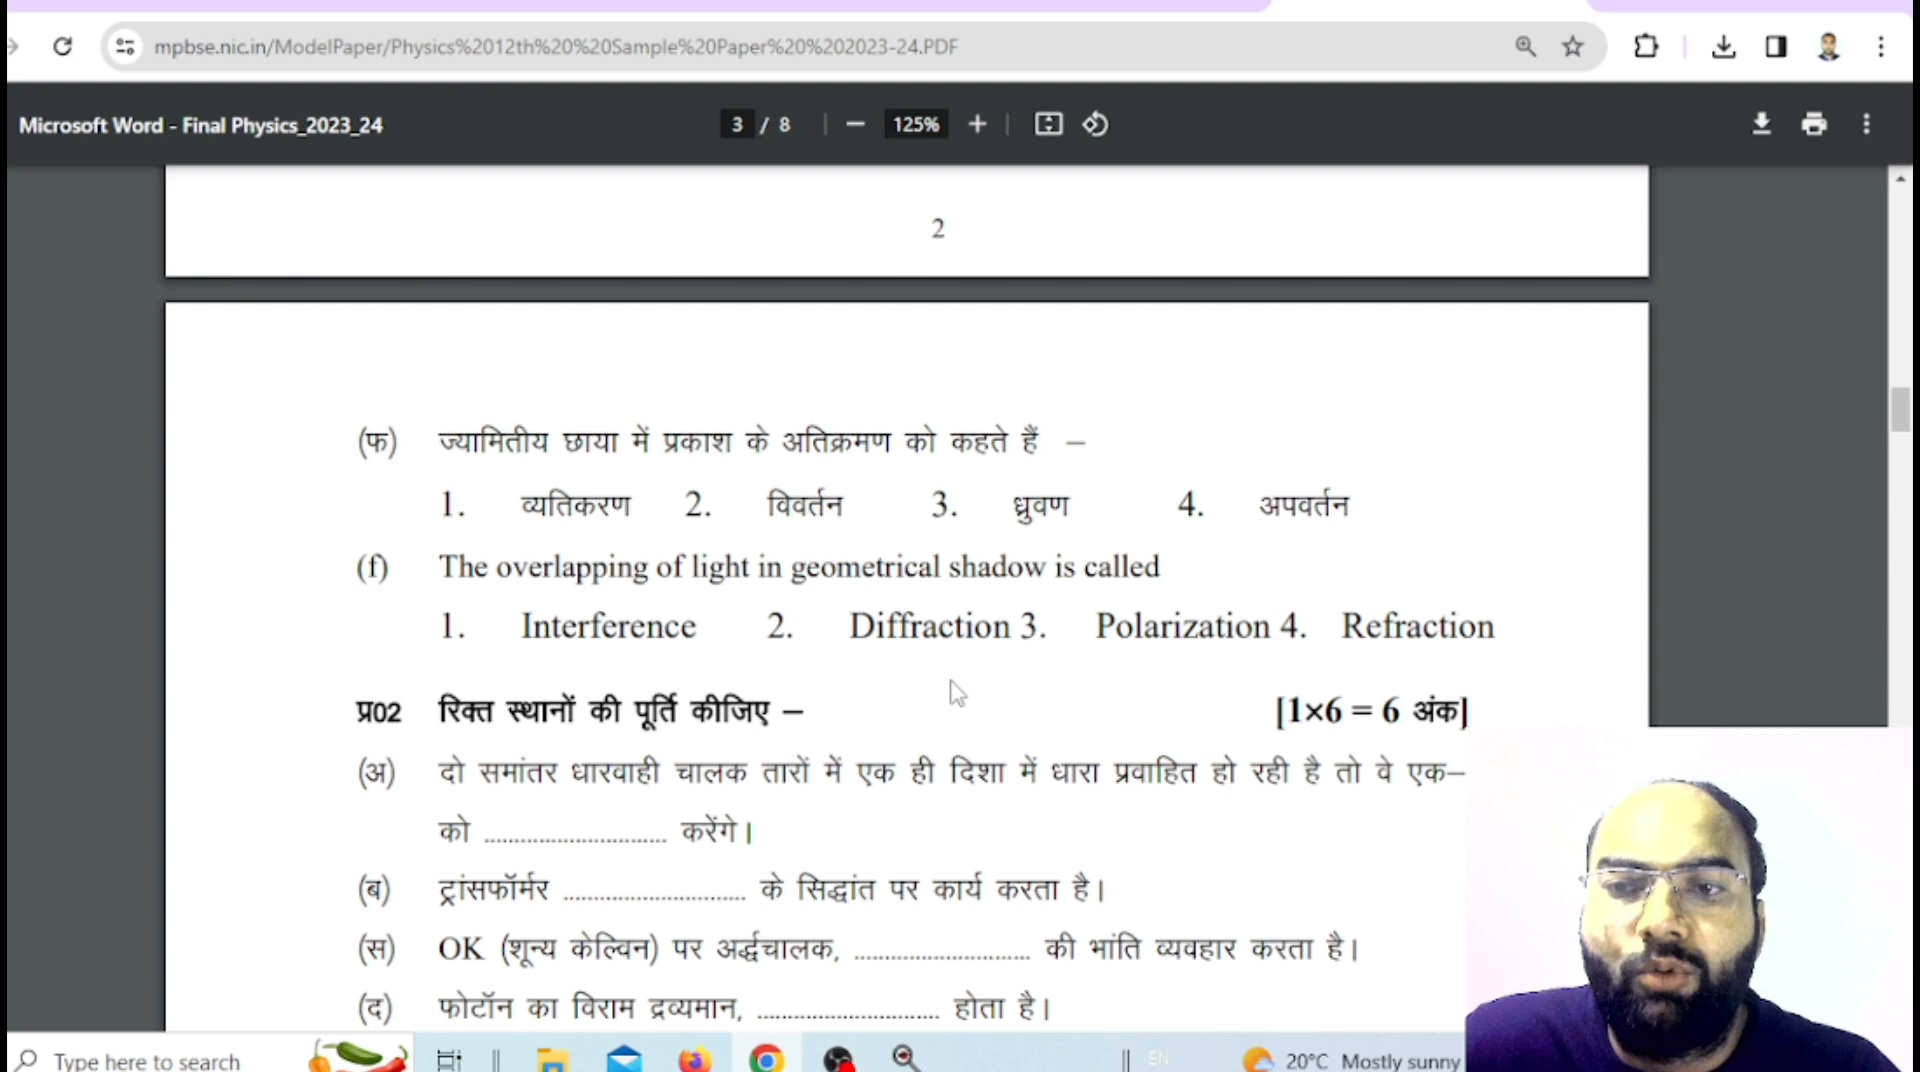 mpbse.nic.in/ModelPaper/Physics%2012th%20%20Sample%20Paper%20%202023-24.PDF
Microsoft Word - Final Physics_2023_24
3 / 8
125%
2
(फ) ज्यामितीय छाया में प्रकाश के अतिक्रमण को कहते हैं –
1. व्यतिकरण 2. विवर्तन 3. ध्रुवण 4. अपवर्तन
(f) The overlapping of light in geometrical shadow is called
1. Interference 2. Diffraction 3. Polarization 4. Refraction
प्र02 रिक्त स्थानों की पूर्ति कीजिए – [1×6 = 6 अंक]
(अ) दो समांतर धारवाही चालक तारों में एक ही दिशा में धारा प्रवाहित हो रही है तो वे एक–
को .............................. करेंगे।
(ब) ट्रांसफॉर्मर .............................. के सिद्धांत पर कार्य करता है।
(स) OK (शून्य केल्विन) पर अर्द्धचालक, ............................. की भांति व्यवहार करता है।
(द) फोटॉन का विराम द्रव्यमान, .............................. होता है।
Type here to search
EN
20°C Mostly sunny